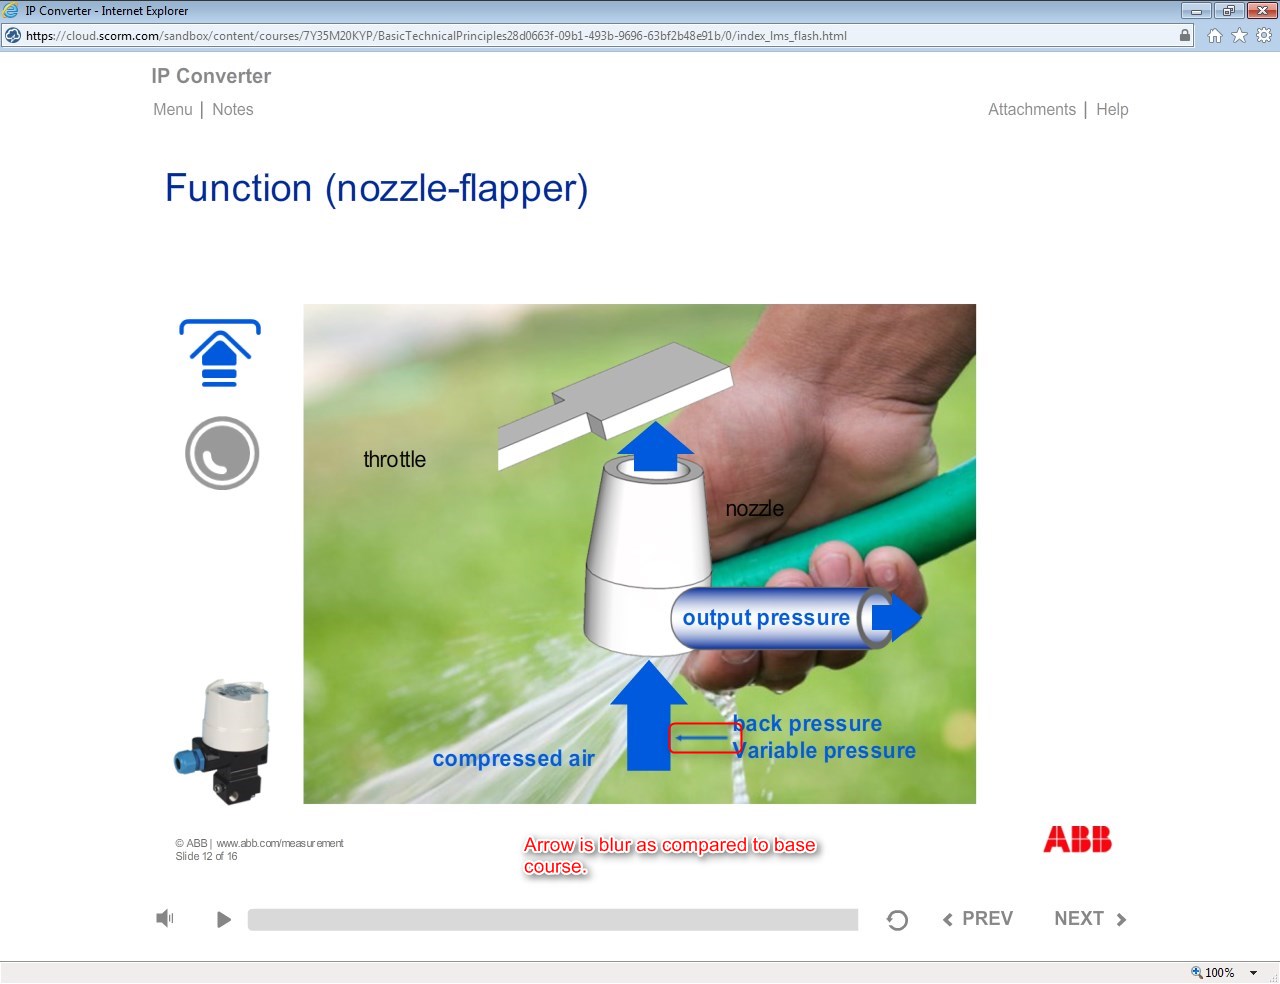 IP Converter - Internet Explorer
https://cloud.scorm.com/sandbox/content/courses/7Y35M20KYP/BasicTechnicalPrinciples28d0663f-09b1-493b-9696-63bf2b48e91b/0/index_lms_flash.html
IP Converter
Menu | Notes
Attachments | Help
Function (nozzle-flapper)
throttle
nozzle
output pressure
back pressure
Variable pressure
compressed air
© ABB | www.abb.com/measurement
Slide 12 of 16
Arrow is blur as compared to base
course.
ABB
PREV
NEXT
100%